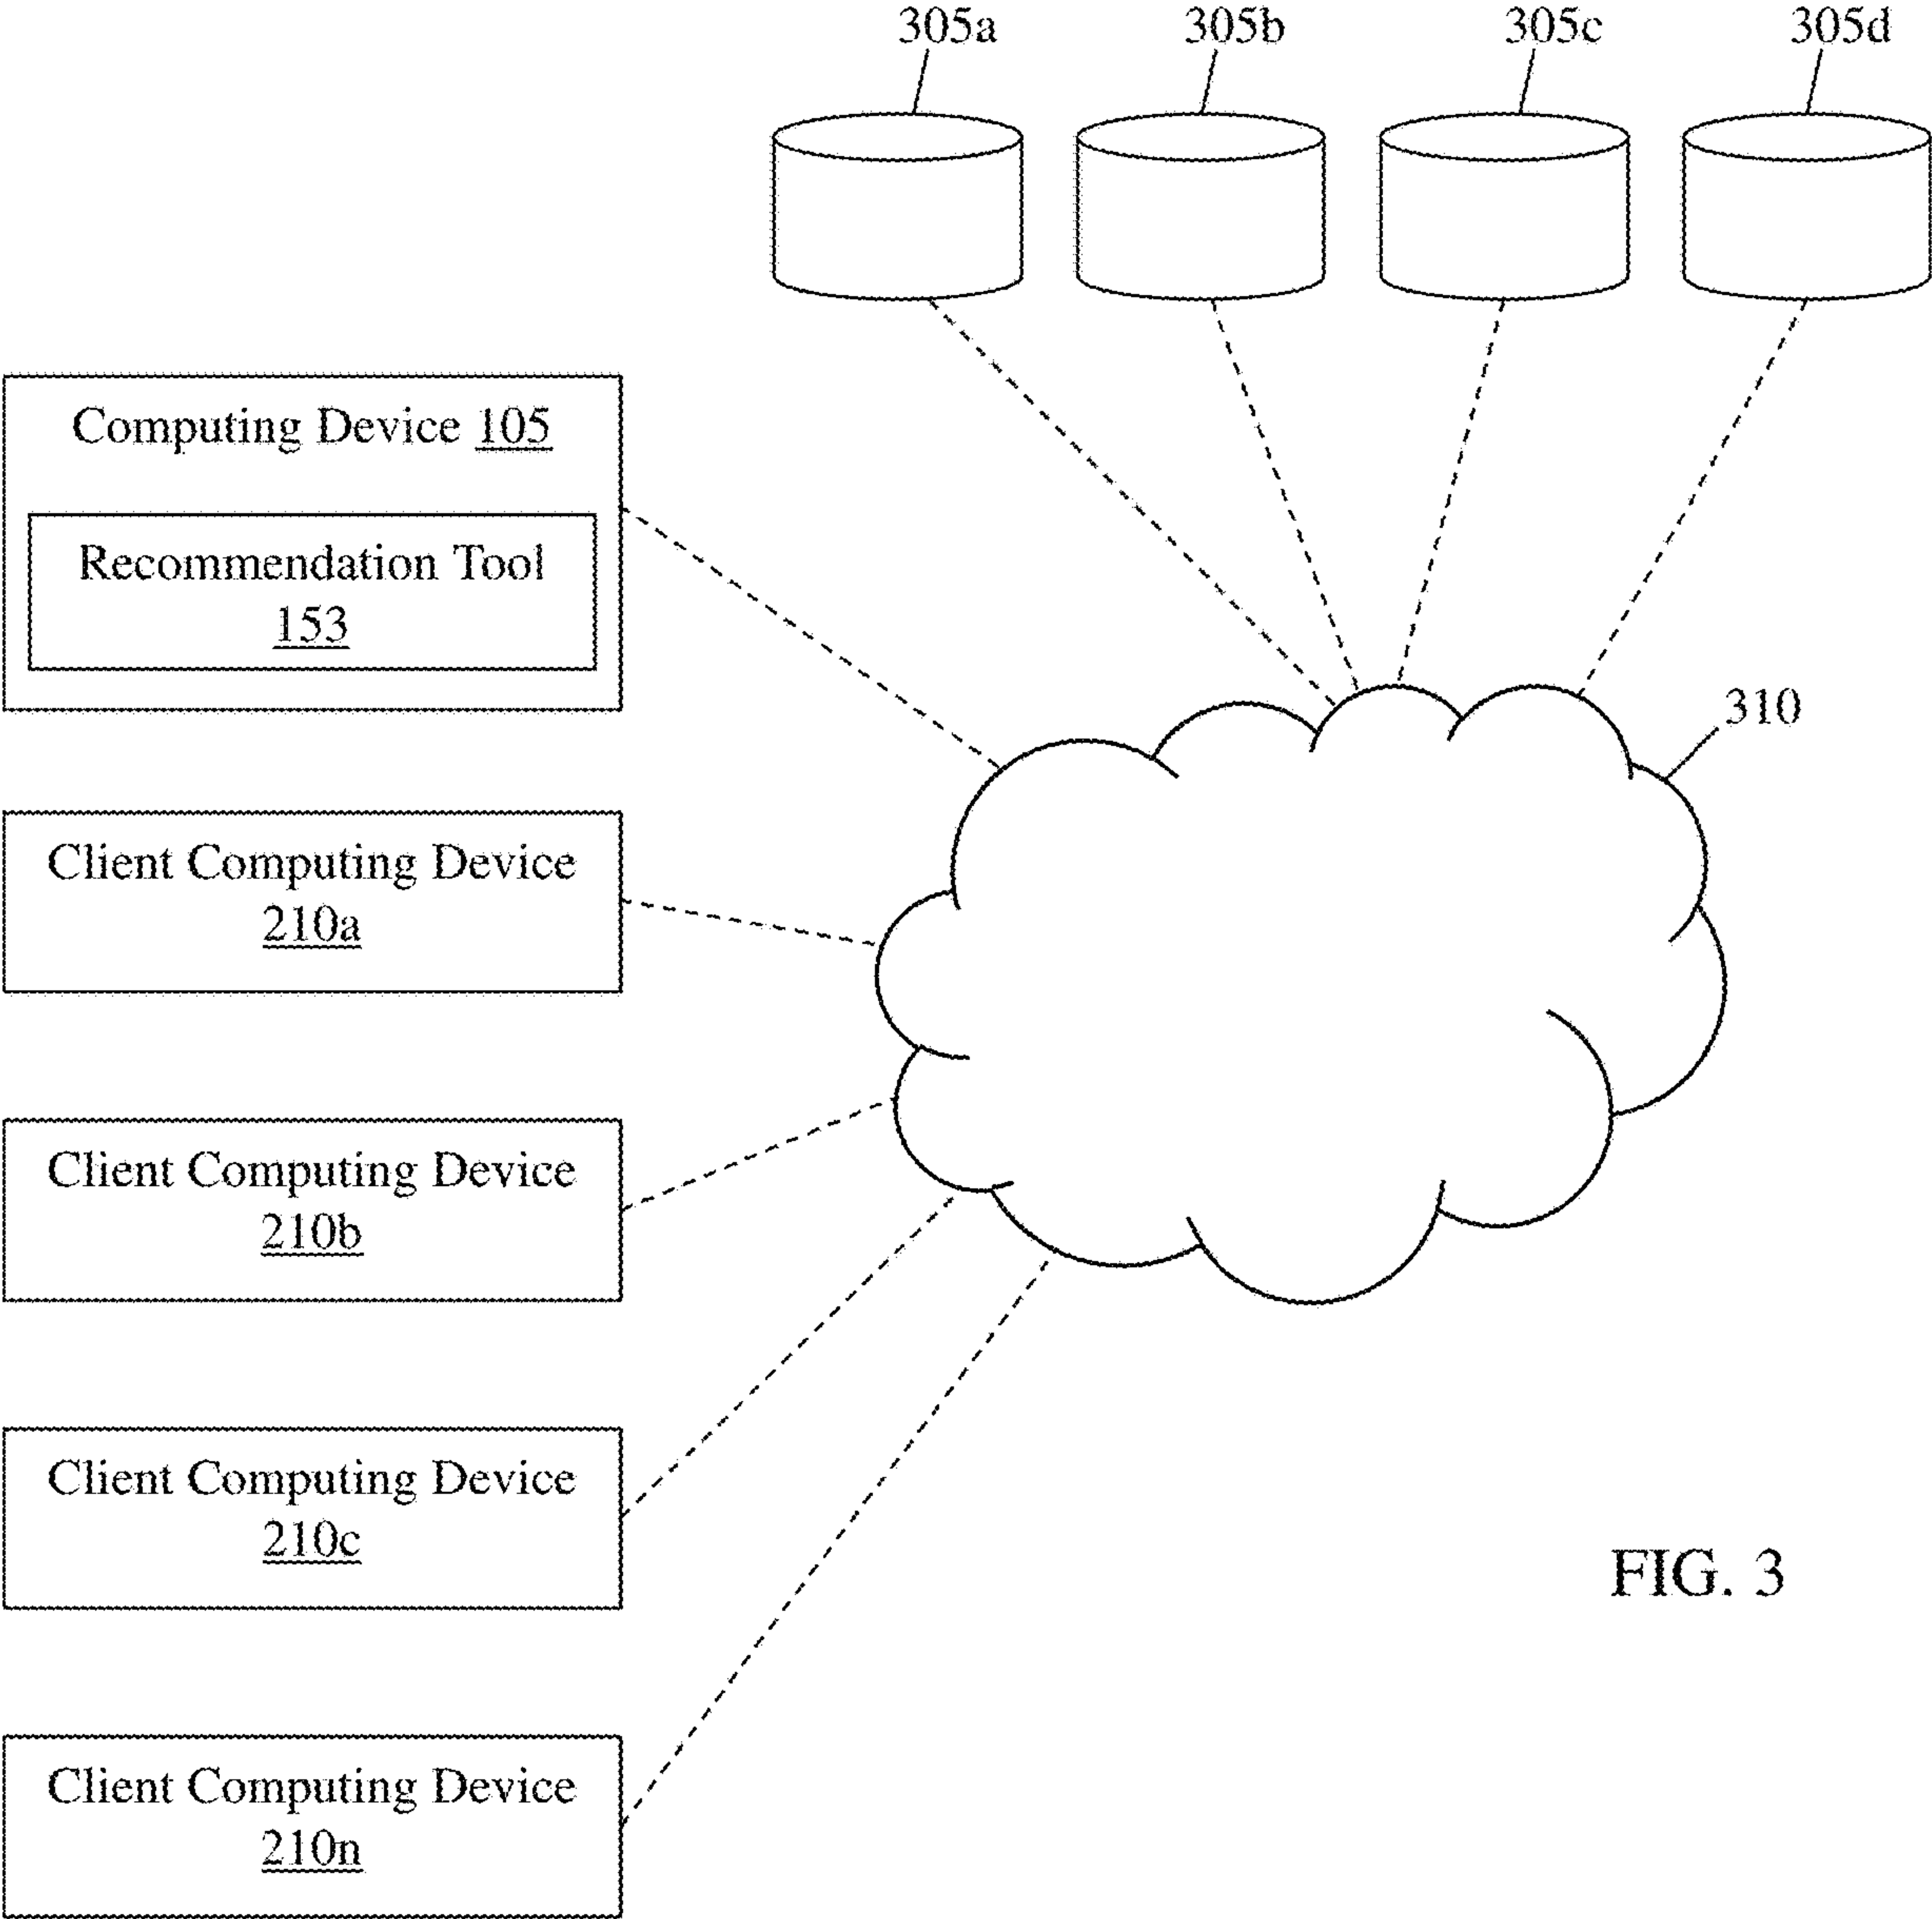 305a 305b 305c 305d
Computing Device 105
Recommendation Tool
153
310
Client Computing Device
210a
Client Computing Device
210b
Client Computing Device
210c
FIG. 3
Client Computing Device
210n